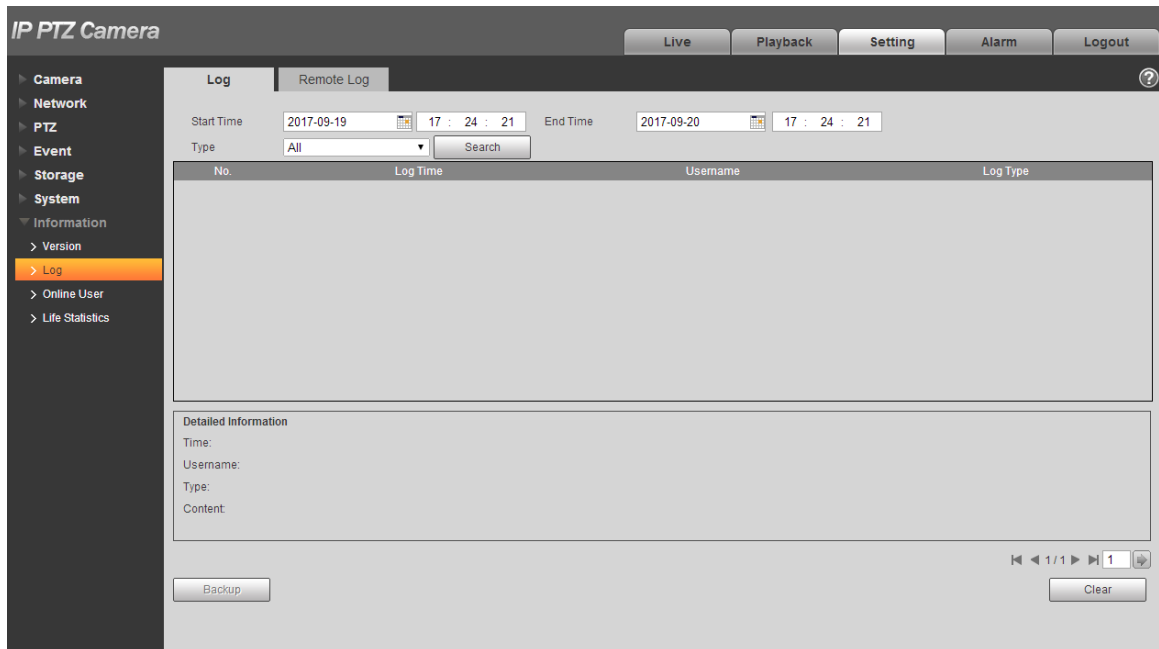 IP PTZ Camera
Live Playback Setting Alarm Logout
Camera
Network
PTZ
Event
Storage
System
Information
> Version
> Log
> Online User
> Life Statistics
Log Remote Log ?
Start Time 2017-09-19 17 : 24 : 21 End Time 2017-09-20 17 : 24 : 21
Type All Search
No. Log Time Username Log Type
Detailed Information
Time:
Username:
Type:
Content:
1/1 1
Backup Clear